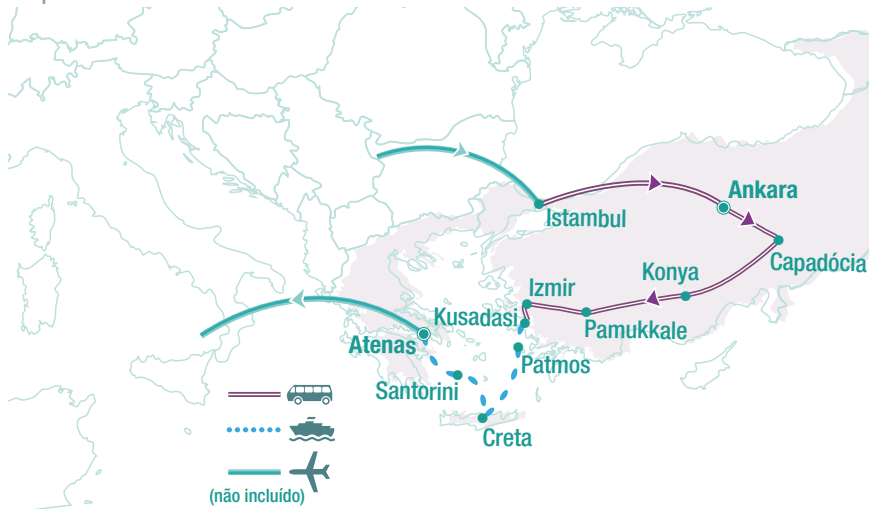 Istambul
Ankara
Capadócia
Konya
Izmir
Pamukkale
Kusadasi
Atenas
Patmos
Santorini
Creta
(não incluído)